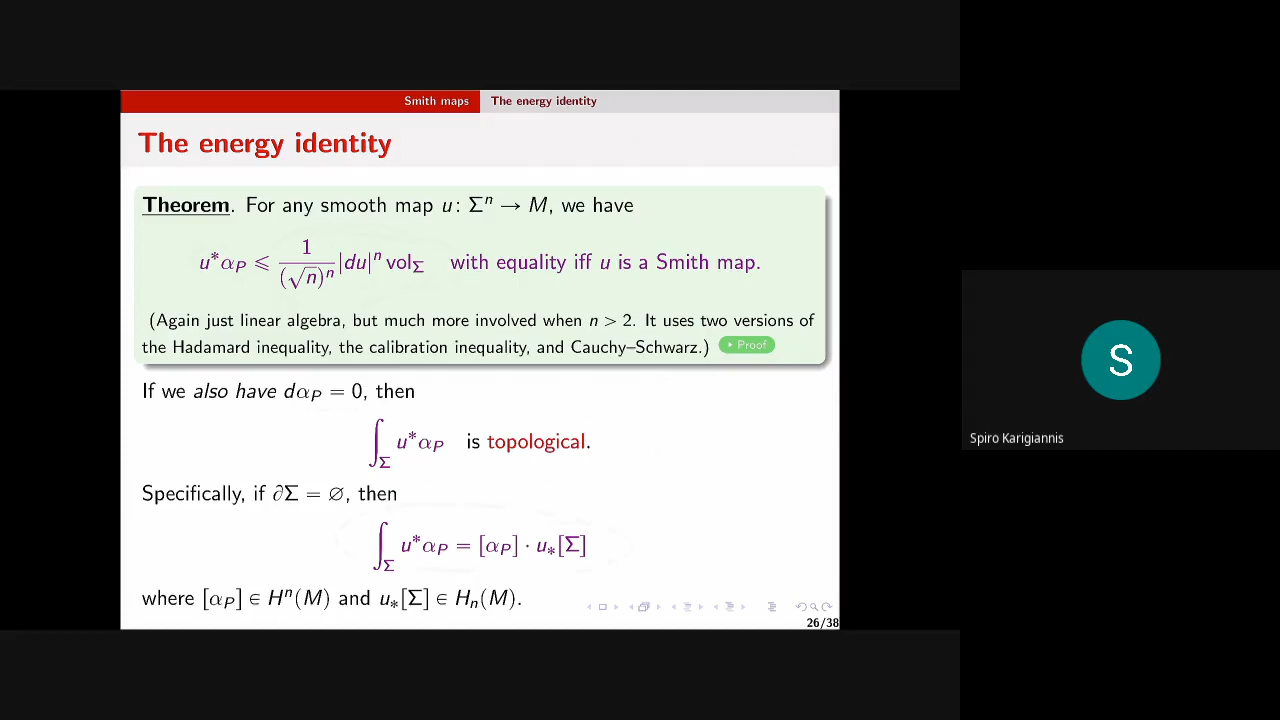 Smith maps The energy identity
The energy identity
Theorem. For any smooth map u: Σⁿ → M, we have
u*α_P ⩽ 1/(√n)ⁿ |du|ⁿ vol_Σ with equality iff u is a Smith map.
(Again just linear algebra, but much more involved when n > 2. It uses two versions of
the Hadamard inequality, the calibration inequality, and Cauchy–Schwarz.) Proof
If we also have dα_P = 0, then
∫_Σ u*α_P is topological.
Specifically, if ∂Σ = ∅, then
∫_Σ u*α_P = [α_P] · u_*[Σ]
where [α_P] ∈ Hⁿ(M) and u_*[Σ] ∈ H_n(M).
26/38
S
Spiro Karigiannis